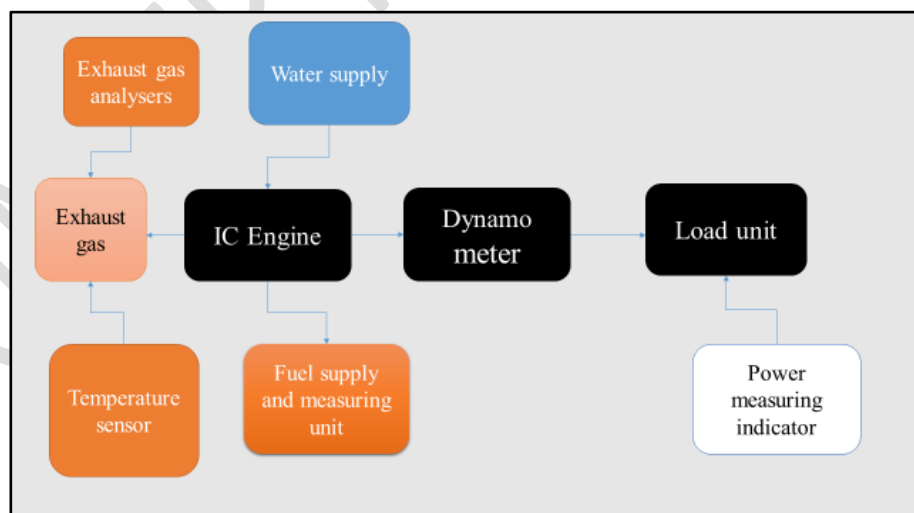 Exhaust gas
analysers
Water supply
Exhaust
gas
IC Engine
Dynamo
meter
Load unit
Temperature
sensor
Fuel supply
and measuring
unit
Power
measuring
indicator